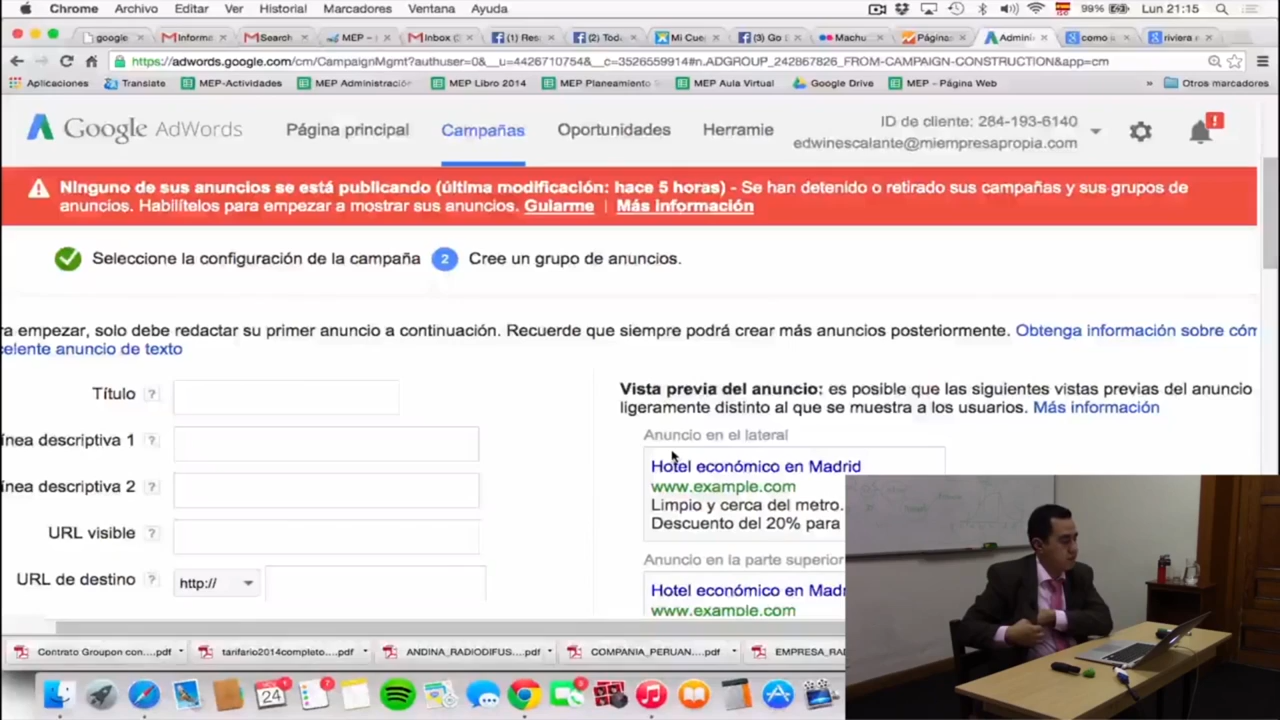 Chrome Archivo Editar Ver Historial Marcadores Ventana Ayuda 99% Lun 21:15
google Informa Search MEP – Inbox (1) Res (2) Tod Mi Cue (3) Go Machu Páginas Admini como riviera
https://adwords.google.com/cm/CampaignMgmt?authuser=0&__u=4426710754&__c=3526559914#n.ADGROUP_242867826_FROM-CAMPAIGN-CONSTRUCTION&app=cm
Aplicaciones Translate MEP-Actividades MEP Administració MEP Libro 2014 MEP Planeamiento MEP Aula Virtual Google Drive MEP – Página Web » Otros marcadores
Google AdWords Página principal Campañas Oportunidades Herramie
ID de cliente: 284-193-6140
edwinescalante@miempresapropia.com
Ninguno de sus anuncios se está publicando (última modificación: hace 5 horas) - Se han detenido o retirado sus campañas y sus grupos de
anuncios. Habilítelos para empezar a mostrar sus anuncios. Guiarme | Más información
Seleccione la configuración de la campaña 2 Cree un grupo de anuncios.
ra empezar, solo debe redactar su primer anuncio a continuación. Recuerde que siempre podrá crear más anuncios posteriormente. Obtenga información sobre cóm
celente anuncio de texto
Título ?
ínea descriptiva 1 ?
ínea descriptiva 2 ?
URL visible ?
URL de destino ? http://
Vista previa del anuncio: es posible que las siguientes vistas previas del anuncio
ligeramente distinto al que se muestra a los usuarios. Más información
Anuncio en el lateral
Hotel económico en Madrid
www.example.com
Limpio y cerca del metro.
Descuento del 20% para
Anuncio en la parte superior
Hotel económico en Madr
www.example.com
Contrato Groupon con....pdf tarifario2014completo....pdf ANDINA_RADIODIFUS....pdf COMPANIA_PERUAN....pdf EMPRESA_RAD
24